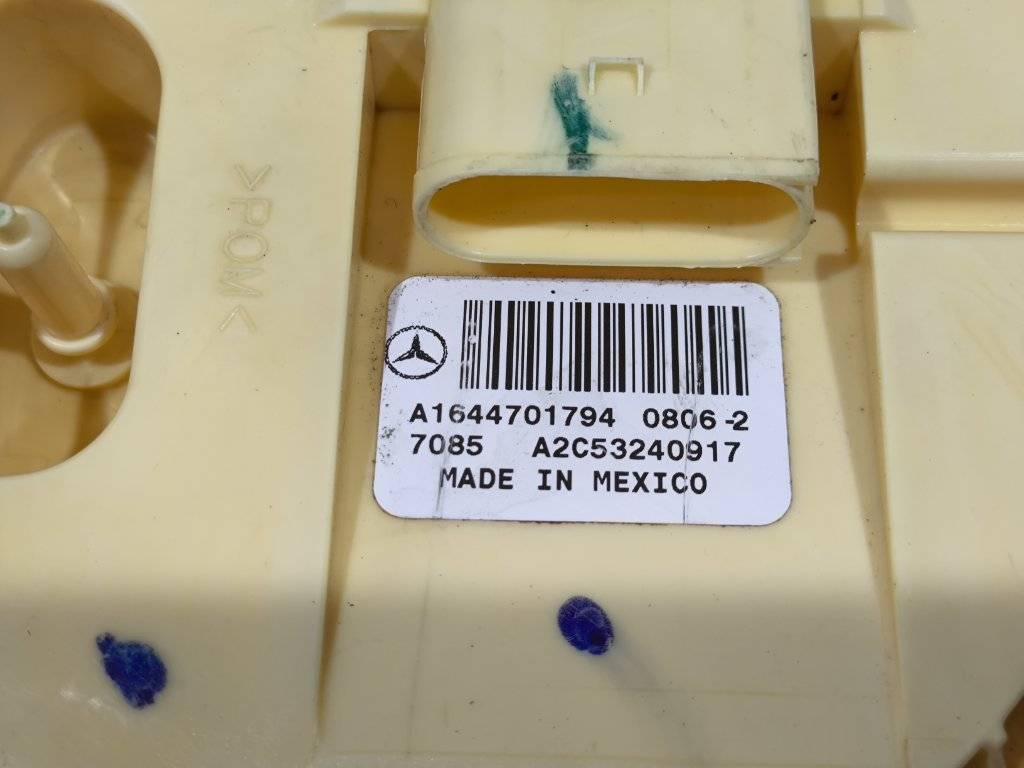 >POM<
A1644701794 0806-2
7085 A2C53240917
MADE IN MEXICO